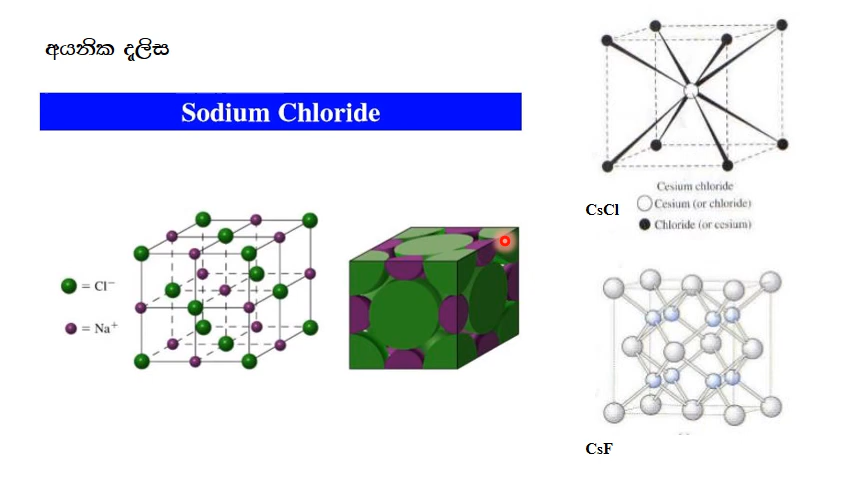 අයනික දැලිස
Sodium Chloride
= Cl⁻
= Na⁺
Cesium chloride
CsCl
Cesium (or chloride)
Chloride (or cesium)
CsF